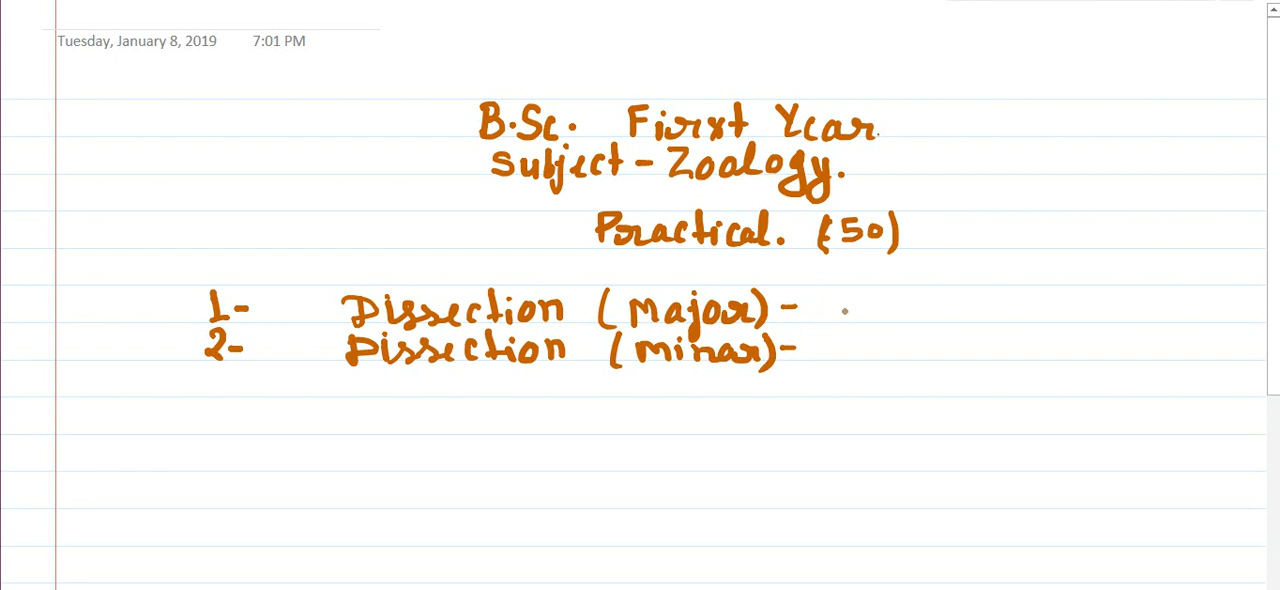 Tuesday, January 8, 2019 7:01 PM
B.Sc. First Year.
Subject - Zoology.
Practical. (50)
1- Dissection (Major) -
2- Dissection (Minor) -